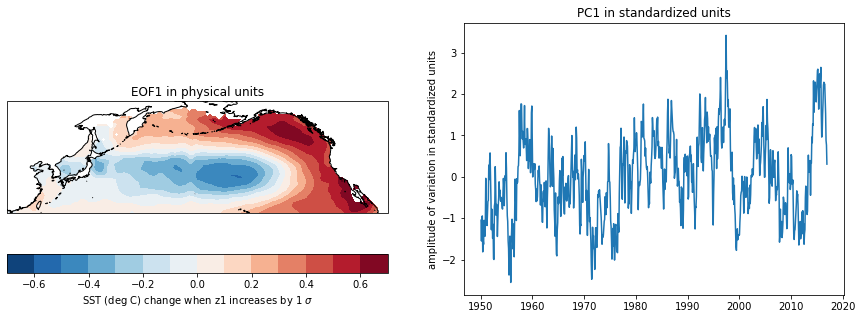 EOF1 in physical units
−0.6 −0.4 −0.2 0.0 0.2 0.4 0.6
SST (deg C) change when z1 increases by 1 σ
PC1 in standardized units
amplitude of variation in standardized units
3
2
1
0
−1
−2
1950 1960 1970 1980 1990 2000 2010 2020